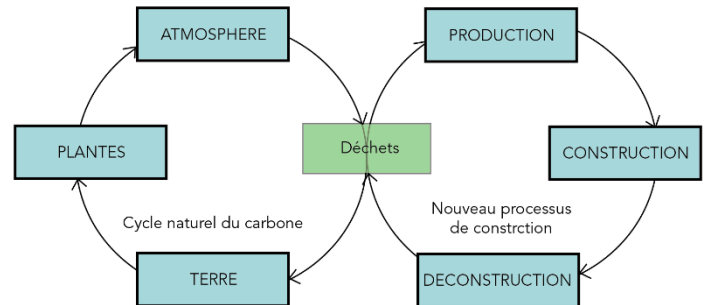 ATMOSPHERE
PRODUCTION
PLANTES
Déchets
CONSTRUCTION
Cycle naturel du carbone
Nouveau processus
de constrction
TERRE
DECONSTRUCTION